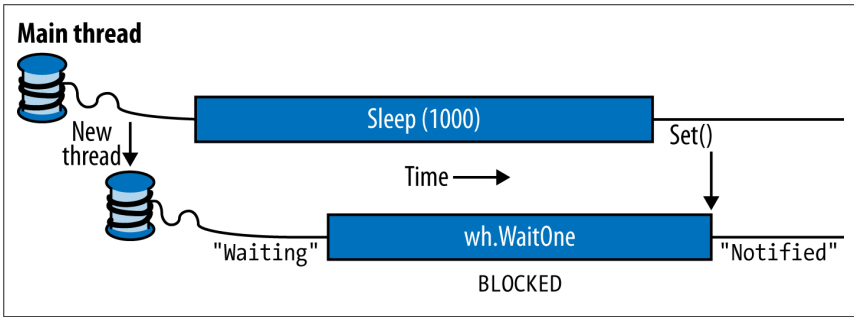 Main thread
Sleep (1000)
New
thread
Set()
Time
"Waiting"
wh.WaitOne
"Notified"
BLOCKED